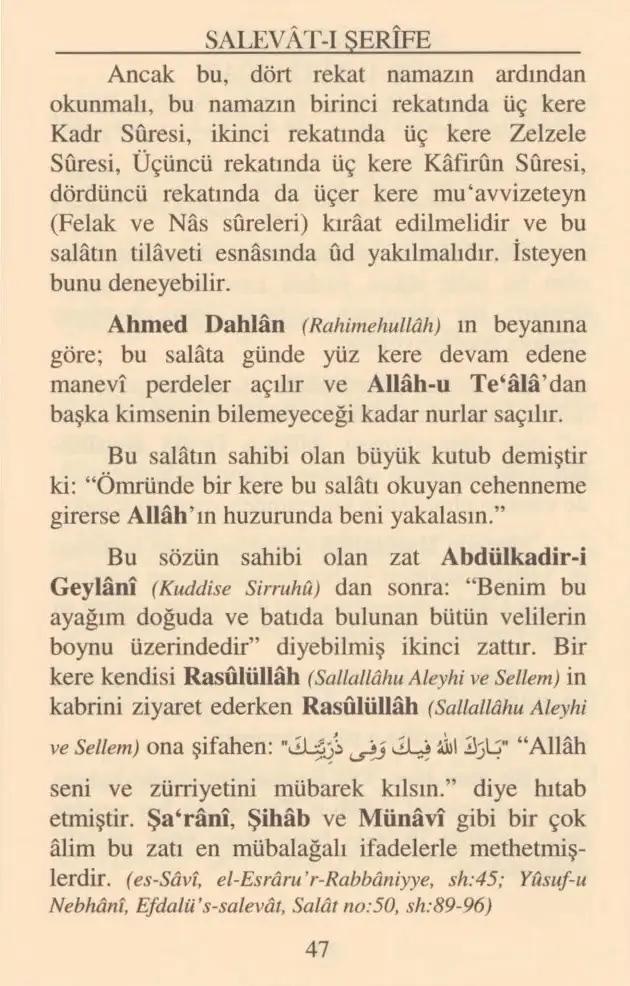 SALEVÂT-I ŞERÎFE
Ancak bu, dört rekat namazın ardından
okunmalı, bu namazın birinci rekatında üç kere
Kadr Sûresi, ikinci rekatında üç kere Zelzele
Sûresi, Üçüncü rekatında üç kere Kâfirûn Sûresi,
dördüncü rekatında da üçer kere mu‘avvizeteyn
(Felak ve Nâs sûreleri) kırâat edilmelidir ve bu
salâtın tilâveti esnâsında ûd yakılmalıdır. İsteyen
bunu deneyebilir.
Ahmed Dahlân (Rahimehullâh) ın beyanına
göre; bu salâta günde yüz kere devam edene
manevî perdeler açılır ve Allâh-u Te‘âlâ’dan
başka kimsenin bilemeyeceği kadar nurlar saçılır.
Bu salâtın sahibi olan büyük kutub demiştir
ki: “Ömründe bir kere bu salâtı okuyan cehenneme
girerse Allâh’ın huzurunda beni yakalasın.”
Bu sözün sahibi olan zat Abdülkadir-i
Geylânî (Kuddise Sirruhû) dan sonra: “Benim bu
ayağım doğuda ve batıda bulunan bütün velilerin
boynu üzerindedir” diyebilmiş ikinci zattır. Bir
kere kendisi Rasûlüllâh (Sallallâhu Aleyhi ve Sellem) in
kabrini ziyaret ederken Rasûlüllâh (Sallallâhu Aleyhi
ve Sellem) ona şifahen: "بَارَكَ اللهُ فِيكَ وَفِى ذُرِّيَّتِكَ" “Allâh
seni ve zürriyetini mübarek kılsın.” diye hıtab
etmiştir. Şa‘rânî, Şihâb ve Münâvî gibi bir çok
âlim bu zatı en mübalağalı ifadelerle methetmiş-
lerdir. (es-Sâvî, el-Esrâru’r-Rabbâniyye, sh:45; Yûsuf-u
Nebhânî, Efdalü’s-salevât, Salât no:50, sh:89-96)
47